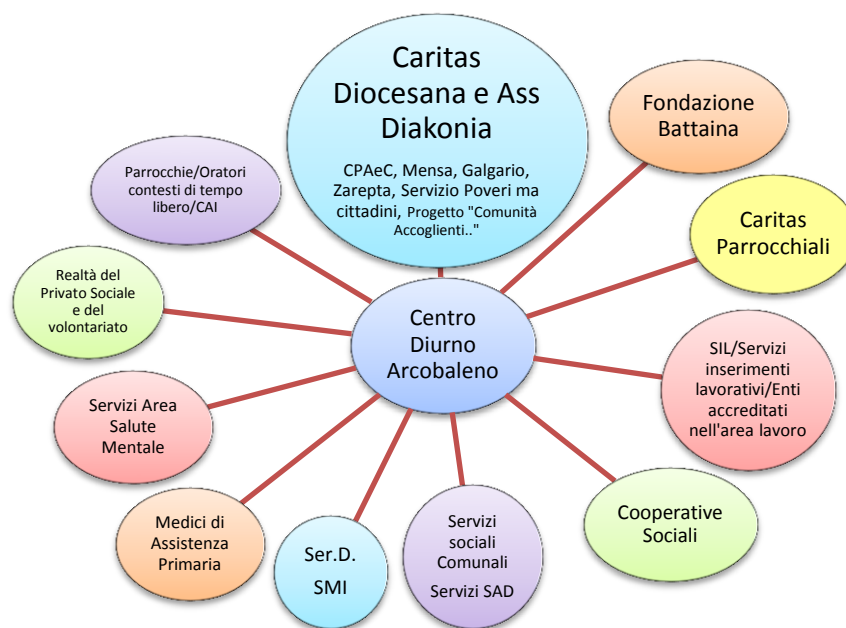 Caritas
Diocesana e Ass
Diakonia
CPAeC, Mensa, Galgario,
Zarepta, Servizio Poveri ma
cittadini, Progetto "Comunità
Accoglienti.."
Fondazione
Battaina
Caritas
Parrocchiali
SIL/Servizi
inserimenti
lavorativi/Enti
accreditati
nell'area lavoro
Cooperative
Sociali
Servizi
sociali
Comunali
Servizi SAD
Ser.D.
SMI
Medici di
Assistenza
Primaria
Servizi Area
Salute
Mentale
Realtà del
Privato Sociale
e del
volontariato
Parrocchie/Oratori
contesti di tempo
libero/CAI
Centro
Diurno
Arcobaleno